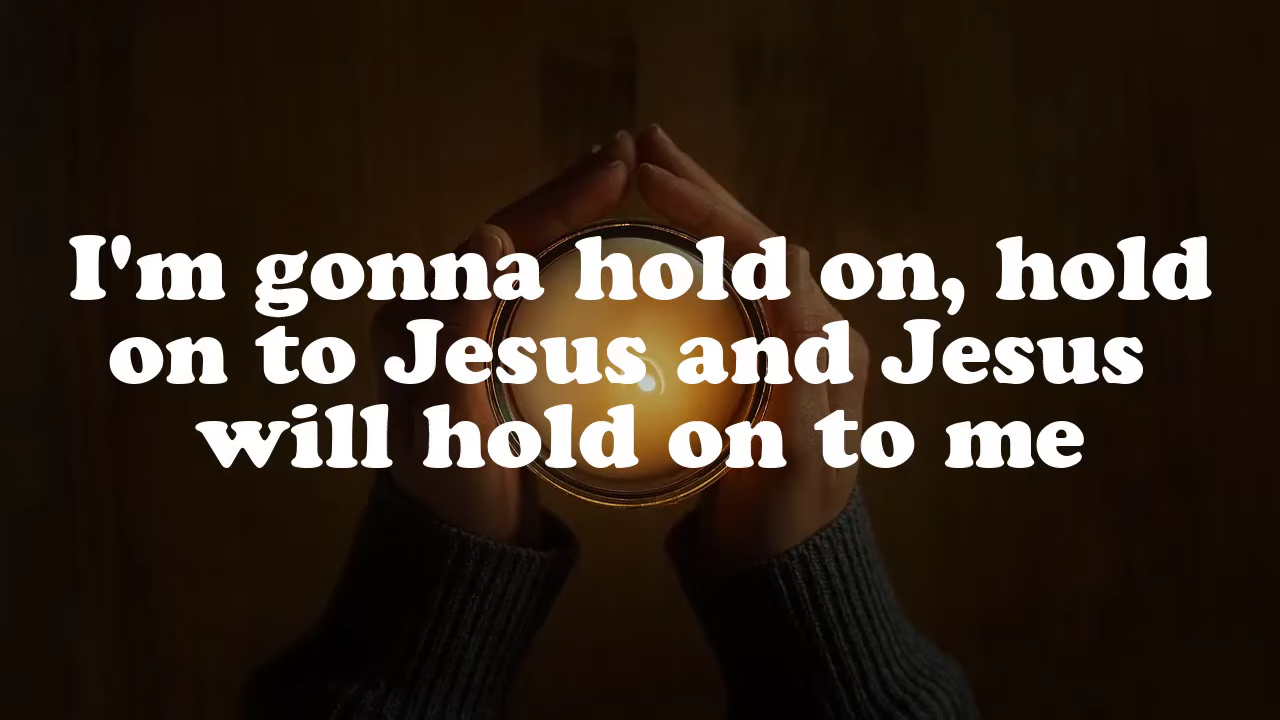 I'm gonna hold on, hold
on to Jesus and Jesus
will hold on to me